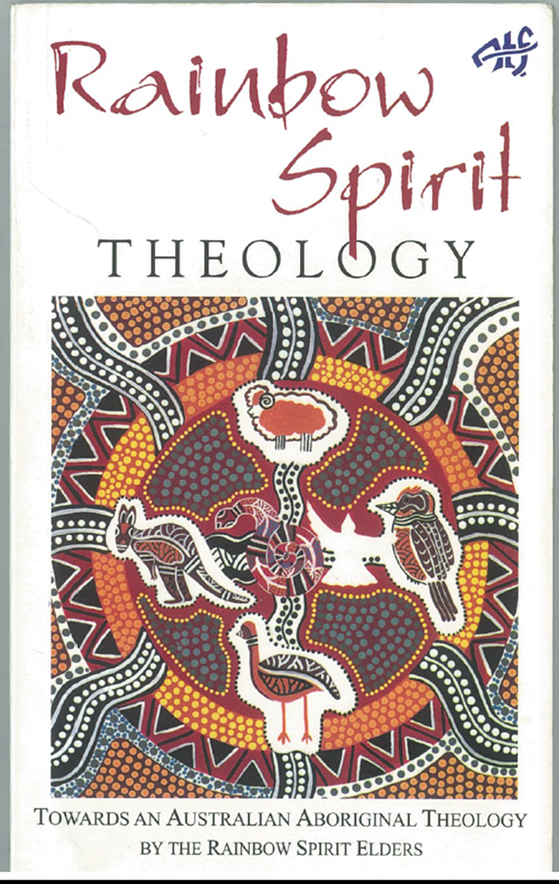 Rainbow
Spirit
THEOLOGY
TOWARDS AN AUSTRALIAN ABORIGINAL THEOLOGY
BY THE RAINBOW SPIRIT ELDERS